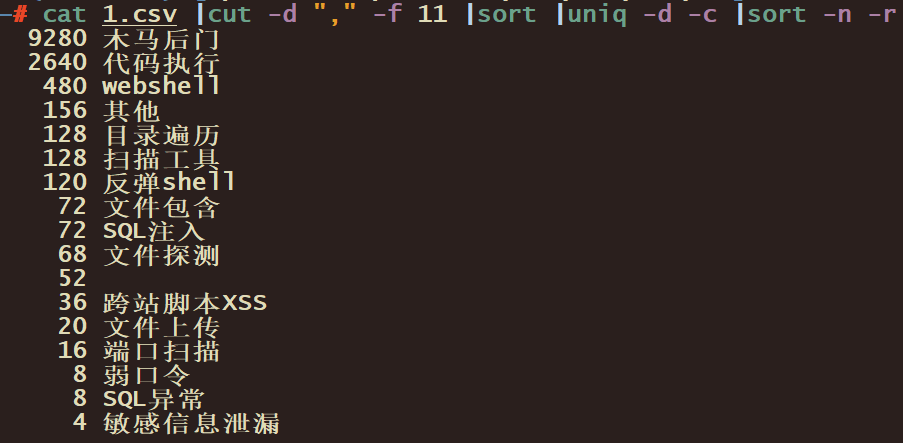 # cat 1.csv |cut -d "," -f 11 |sort |uniq -d -c |sort -n -r
9280 木马后门
2640 代码执行
480 webshell
156 其他
128 目录遍历
128 扫描工具
120 反弹shell
72 文件包含
72 SQL注入
68 文件探测
52
36 跨站脚本XSS
20 文件上传
16 端口扫描
8 弱口令
8 SQL异常
4 敏感信息泄漏